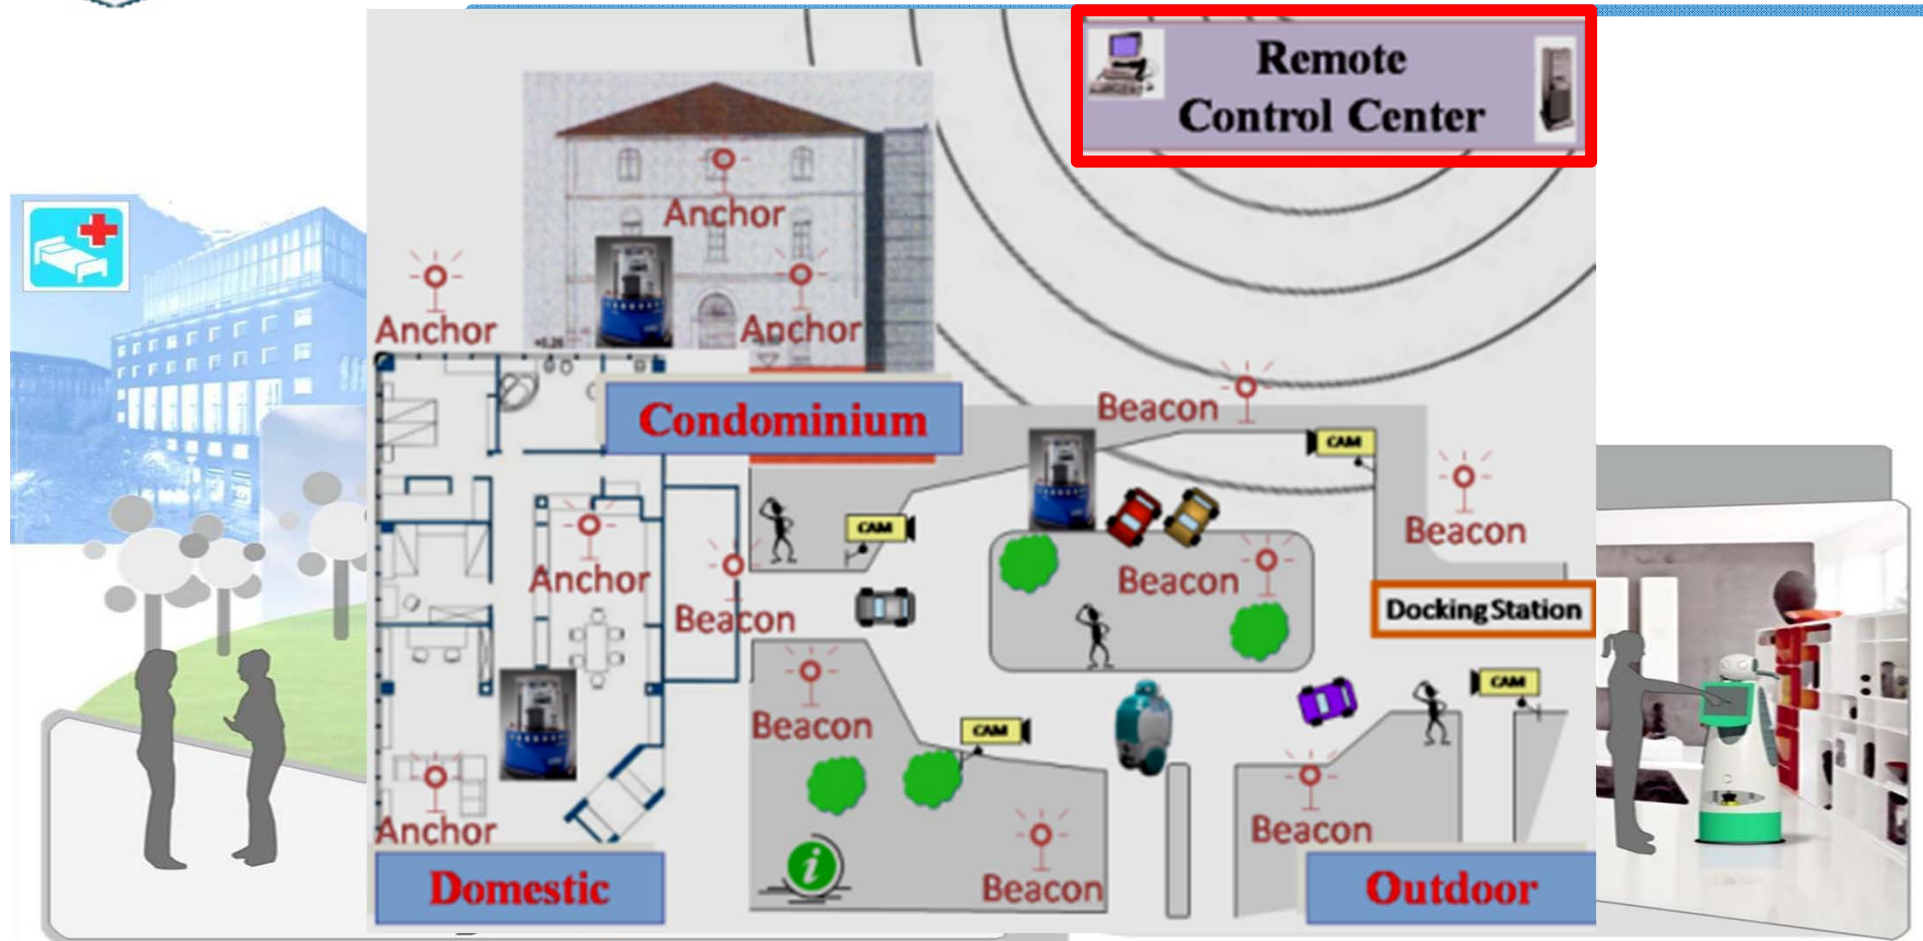 Remote
Control Center
Anchor
Anchor
Anchor
Condominium
Beacon
CAM
Beacon
CAM
Anchor
Beacon
Beacon
Docking Station
Beacon
CAM
CAM
Anchor
Beacon
Beacon
i
Domestic
Outdoor